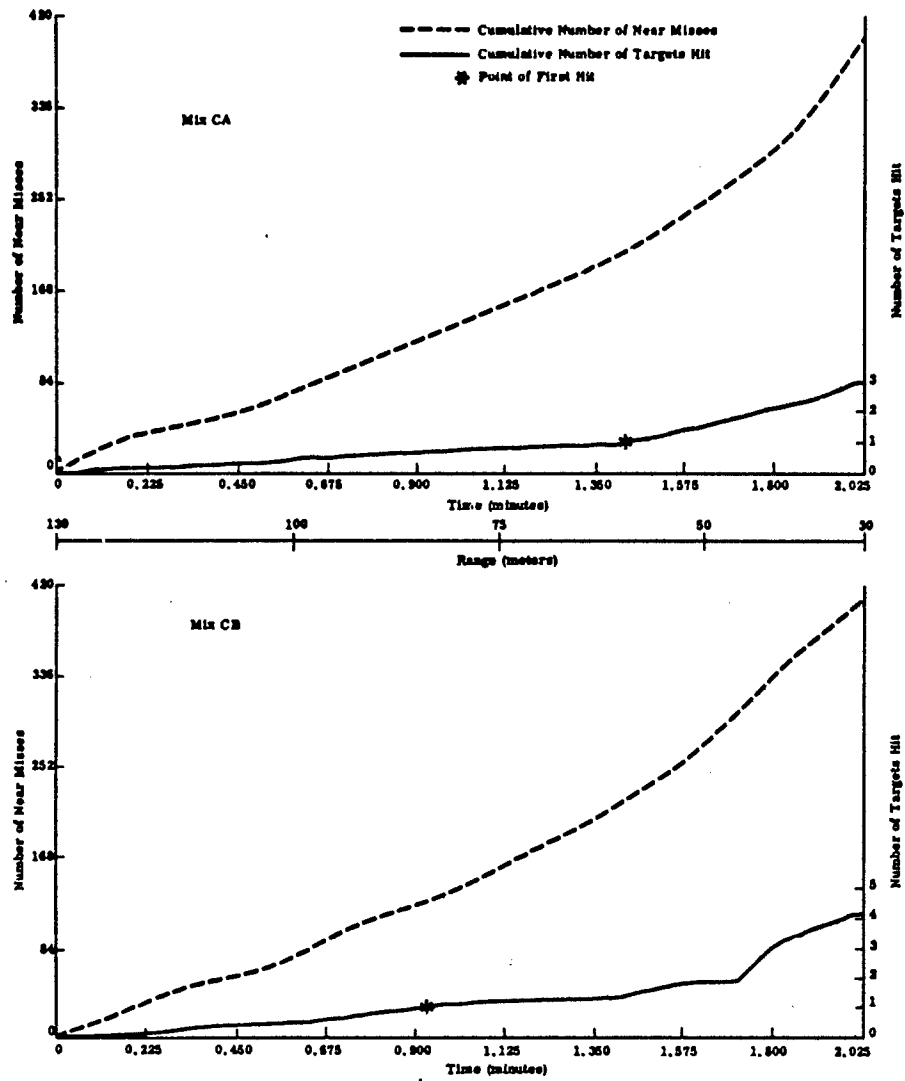 420
Cumulative Number of Near Misses
Cumulative Number of Targets Hit
Point of First Hit
Mix CA
336
252
168
84
0
Number of Near Misses
Number of Targets Hit
3
2
1
0
0 0.225 0.450 0.675 0.900 1.125 1.350 1.575 1.800 2.025
Time (minutes)
130 100 75 50 30
Range (meters)
420
Mix CB
336
252
168
84
0
Number of Near Misses
Number of Targets Hit
5
4
3
2
1
0
0 0.225 0.450 0.675 0.900 1.125 1.350 1.575 1.800 2.025
Time (minutes)